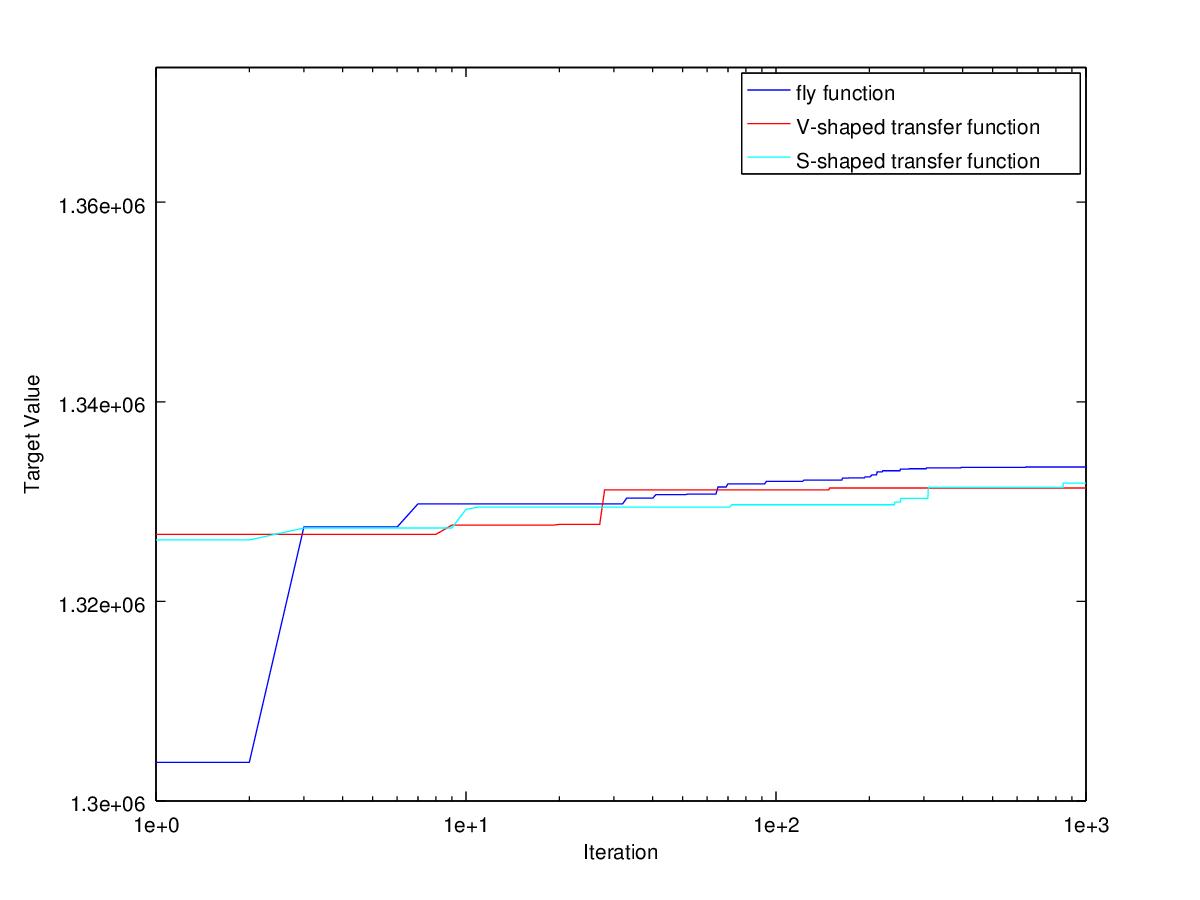 fly function
V-shaped transfer function
S-shaped transfer function
1.36e+06
1.34e+06
Target Value
1.32e+06
1.3e+06
1e+0 1e+1 1e+2 1e+3
Iteration